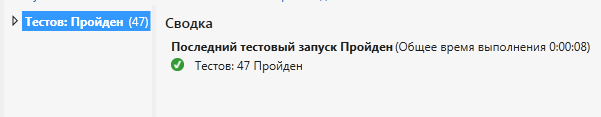 Сводка
Тестов: Пройден (47)
Последний тестовый запуск Пройден (Общее время выполнения 0:00:08)
Тестов: 47 Пройден